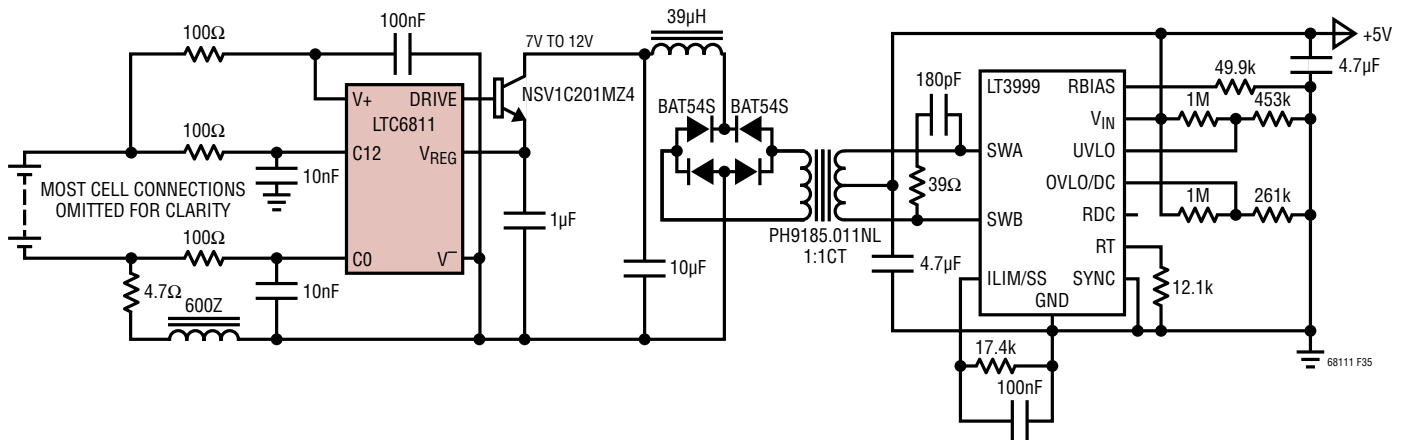 100Ω
100nF
V+
DRIVE
LTC6811
100Ω
C12
VREG
10nF
MOST CELL CONNECTIONS
OMITTED FOR CLARITY
100Ω
C0
V–
4.7Ω
600Z
10nF
1µF
7V TO 12V
NSV1C201MZ4
39µH
10µF
BAT54S
BAT54S
PH9185.011NL
1:1CT
4.7µF
180pF
39Ω
LT3999
SWA
SWB
ILIM/SS
GND
RBIAS
VIN
UVLO
OVLO/DC
RDC
RT
SYNC
49.9k
1M
453k
1M
261k
12.1k
17.4k
100nF
+5V
4.7µF
68111 F35